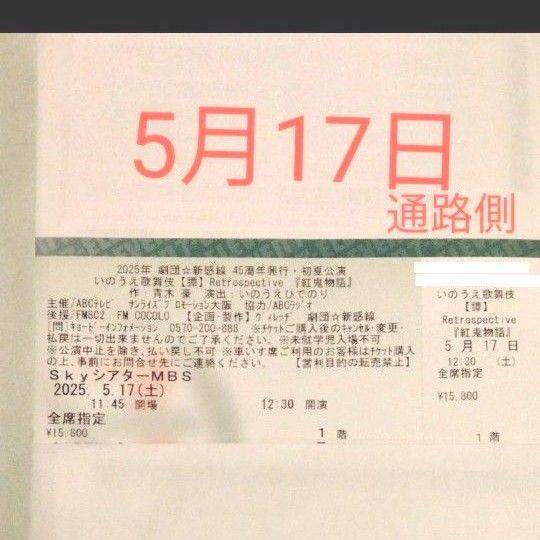 5月17日
通路側
2025年 劇団☆新感線 45周年興行・初夏公演
いのうえ歌舞伎【譚】Retrospective 『紅鬼物語』
作:青木 豪 演出:いのうえひでのり
主催/ABCテレビ サンライズプロモーション大阪 協力/ABCラジオ
後援/FM802 FM COCOLO 【企画・製作】ヴィレッヂ 劇団☆新感線
[問]キョードーインフォメーション 0570-200-888 ※チケットご購入後のキャンセル・変更・
払戻は一切出来ませんのでご了承ください。※未就学児入場不可
※公演中止を除き、払い戻し不可 ※車いす席ご利用のお客様はチケット購入
の上、事前にお問合せ先にご連絡ください。 【営利目的の転売禁止】
SkyシアターMBS
2025. 5.17(土)
11:45 開場 12:30 開演
全席指定
¥15,800
1 階
いのうえ歌舞伎
【譚】
Retrospective
『紅鬼物語』
5 月 17 日
12:30 (土)
全席指定
¥15,800
1 階